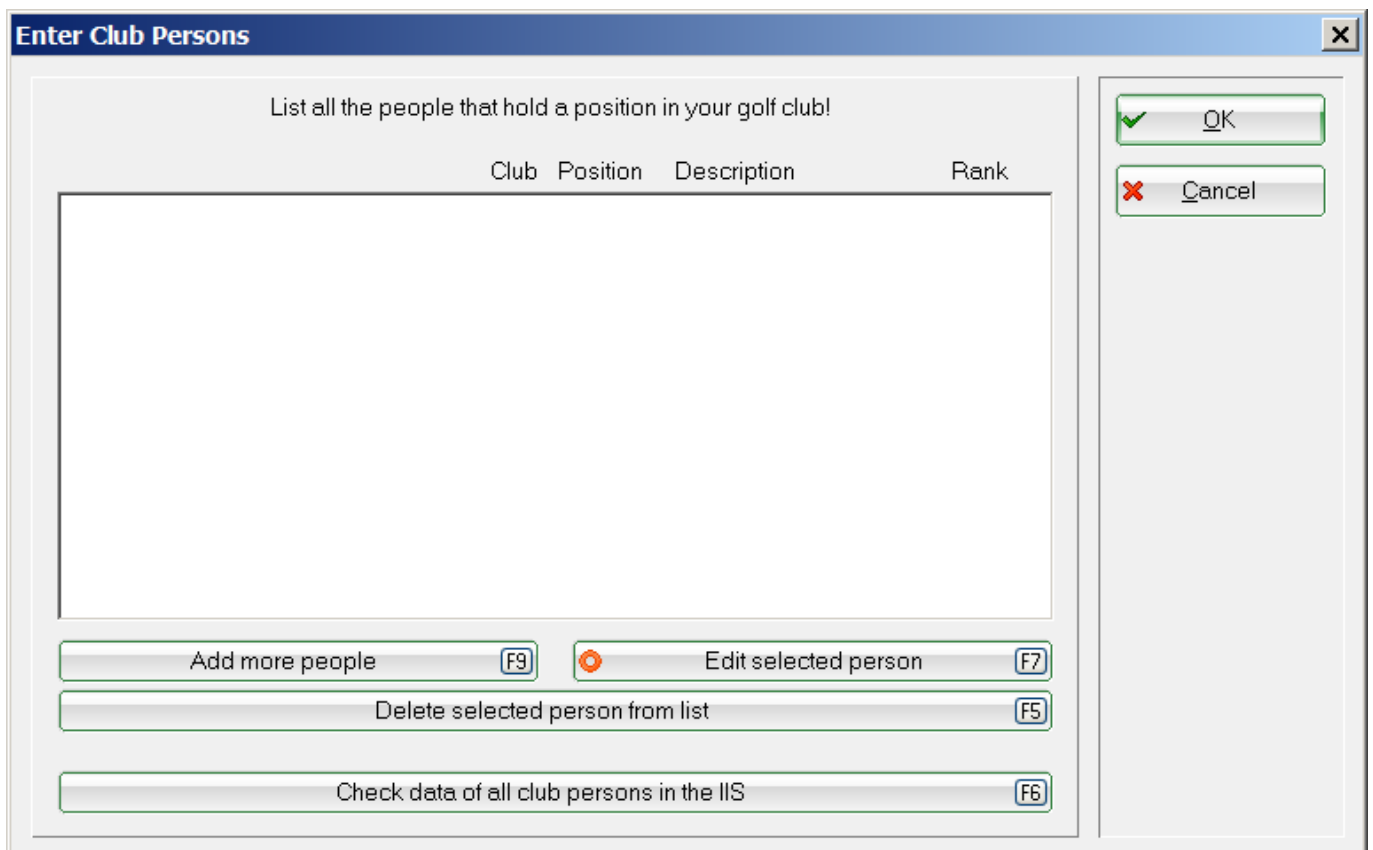 Enter Club Persons
List all the people that hold a position in your golf club!
Club Position Description Rank
Add more people F9
Edit selected person F7
Delete selected person from list F5
Check data of all club persons in the IIS F6
OK
Cancel